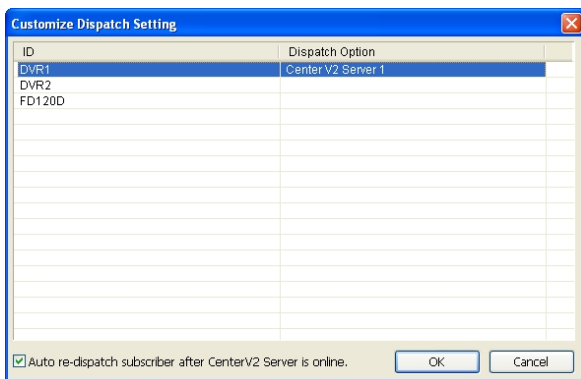 Customize Dispatch Setting
ID Dispatch Option
DVR1 Center V2 Server 1
DVR2
FD120D
Auto re-dispatch subscriber after CenterV2 Server is online.
OK Cancel